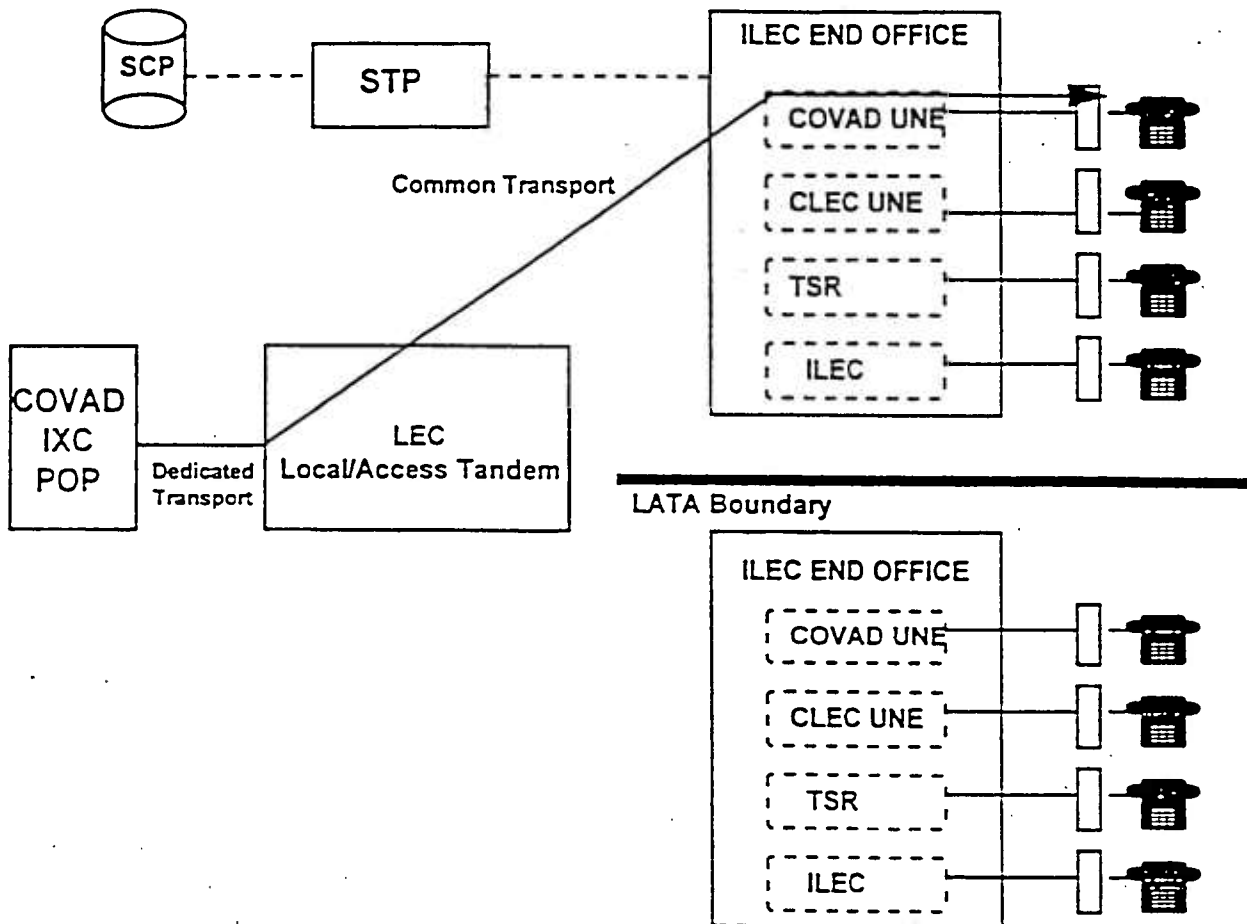 ILEC END OFFICE
SCP
STP
COVAD UNE
Common Transport
CLEC UNE
TSR
ILEC
COVAD
IXC
POP
Dedicated
Transport
LEC
Local/Access Tandem
LATA Boundary
ILEC END OFFICE
COVAD UNE
CLEC UNE
TSR
ILEC